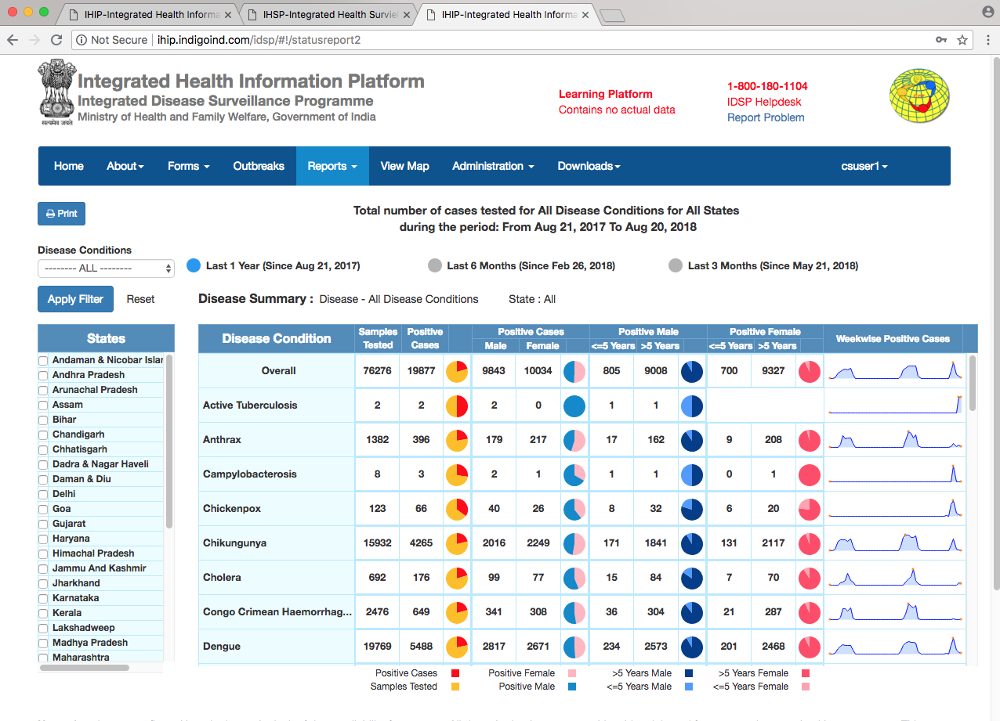 IHIP-Integrated Health Informa
IHSP-Integrated Health Survie
IHIP-Integrated Health Informa
Not Secure ihip.indigoind.com/idsp/#!/statusreport2
Integrated Health Information Platform
Integrated Disease Surveillance Programme
Ministry of Health and Family Welfare, Government of India
सत्यमेव जयते
Learning Platform
Contains no actual data
1-800-180-1104
IDSP Helpdesk
Report Problem
Home About Forms Outbreaks Reports View Map Administration Downloads csuser1
Print
Total number of cases tested for All Disease Conditions for All States
during the period: From Aug 21, 2017 To Aug 20, 2018
Disease Conditions
-------- ALL --------
Last 1 Year (Since Aug 21, 2017) Last 6 Months (Since Feb 26, 2018) Last 3 Months (Since May 21, 2018)
Apply Filter Reset
Disease Summary : Disease - All Disease Conditions State : All
States
Andaman & Nicobar Islar
Andhra Pradesh
Arunachal Pradesh
Assam
Bihar
Chandigarh
Chhatisgarh
Dadra & Nagar Haveli
Daman & Diu
Delhi
Goa
Gujarat
Haryana
Himachal Pradesh
Jammu And Kashmir
Jharkhand
Karnataka
Kerala
Lakshadweep
Madhya Pradesh
Maharashtra
Disease Condition Samples Tested Positive Cases Positive Cases Positive Male Positive Female Weekwise Positive Cases
Male Female <=5 Years >5 Years <=5 Years >5 Years
Overall 76276 19877 9843 10034 805 9008 700 9327
Active Tuberculosis 2 2 2 0 1 1
Anthrax 1382 396 179 217 17 162 9 208
Campylobacterosis 8 3 2 1 1 1 0 1
Chickenpox 123 66 40 26 8 32 6 20
Chikungunya 15932 4265 2016 2249 171 1841 131 2117
Cholera 692 176 99 77 15 84 7 70
Congo Crimean Haemorrhag... 2476 649 341 308 36 304 21 287
Dengue 19769 5488 2817 2671 234 2573 201 2468
Positive Cases Positive Female >5 Years Male >5 Years Female
Samples Tested Positive Male <=5 Years Male <=5 Years Female